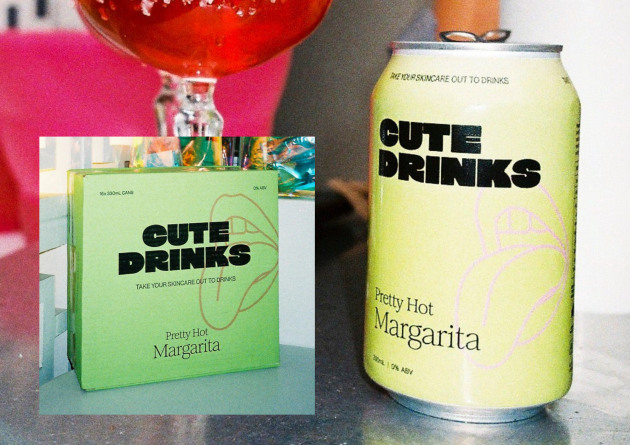 16x 330mL CANS
0% ABV
CUTE
DRINKS
TAKE YOUR SKINCARE OUT TO DRINKS
Pretty Hot
Margarita
TAKE YOUR SKINCARE OUT TO DRINKS
CUTE
DRINKS
Pretty Hot
Margarita
330mL | 0% ABV